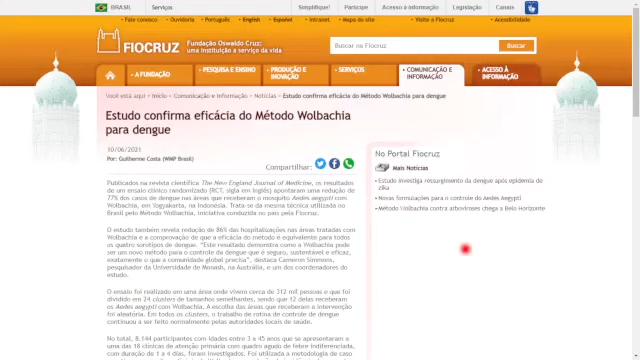 BRASIL Serviços Simplifique! Participe Acesso à informação Legislação Canais
Fale conosco Ouvidoria Português English Español Intranet Mapa do site Visite a Fiocruz Acessibilidade
FIOCRUZ
Fundação Oswaldo Cruz:
uma instituição a serviço da vida
Buscar na Fiocruz Buscar
A FUNDAÇÃO
PESQUISA E ENSINO
PRODUÇÃO E
INOVAÇÃO
SERVIÇOS
COMUNICAÇÃO E
INFORMAÇÃO
ACESSO À
INFORMAÇÃO
Você está aqui › Início › Comunicação e informação › Notícias › Estudo confirma eficácia do Método Wolbachia para dengue
Estudo confirma eficácia do Método Wolbachia
para dengue
10/06/2021
Por: Guilherme Costa (WMP Brasil)
Compartilhar:
Publicados na revista científica The New England Journal of Medicine, os resultados
de um ensaio clínico randomizado (RCT, sigla em inglês) apontaram uma redução de
77% dos casos de dengue nas áreas que receberam o mosquito Aedes aegypti com
Wolbachia, em Yogyakarta, na Indonésia. Trata-se da mesma técnica utilizada no
Brasil pelo Método Wolbachia, iniciativa conduzida no país pela Fiocruz.
O estudo também revela redução de 86% das hospitalizações nas áreas tratadas com
Wolbachia e a comprovação de que a eficácia do método é equivalente para todos
os quatro sorotipos de dengue. "Este resultado demonstra como a Wolbachia pode
ser um novo método para o controle da dengue que é seguro, sustentável e eficaz,
exatamente o que a comunidade global precisa", destaca Cameron Simmons,
pesquisador da Universidade de Monash, na Austrália, e um dos coordenadores do
estudo.
O ensaio foi realizado em uma área onde vivem cerca de 312 mil pessoas e que foi
dividido em 24 clusters de tamanhos semelhantes, sendo que 12 delas receberam
os Aedes aegypti com Wolbachia. A escolha das áreas que receberam a intervenção
foi aleatória. Em todos os clusters, o trabalho de rotina de controle de dengue
continuou a ser feito normalmente pelas autoridades locais de saúde.
No total, 8.144 participantes com idades entre 3 e 45 anos que se apresentaram a
uma das 18 clínicas de atenção primária com quadro agudo de febre indiferenciada,
com duração de 1 a 4 dias, foram investigados. Foi utilizada a metodologia de caso
No Portal Fiocruz
Mais Notícias
Estudo investiga ressurgimento da dengue após epidemia de
zika
Novas formulações para o controle do Aedes Aegypti
Método Wolbachia contra arboviroses chega a Belo Horizonte